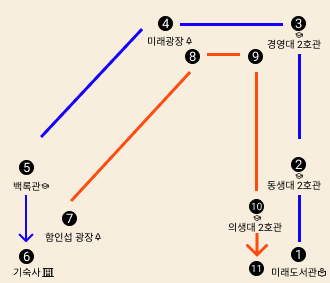 4
3
미래광장
경영대 2호관
8
9
5
백록관
2
동생대 2호관
10
의생대 2호관
7
함인섭 광장
6
기숙사
1
미래도서관
11